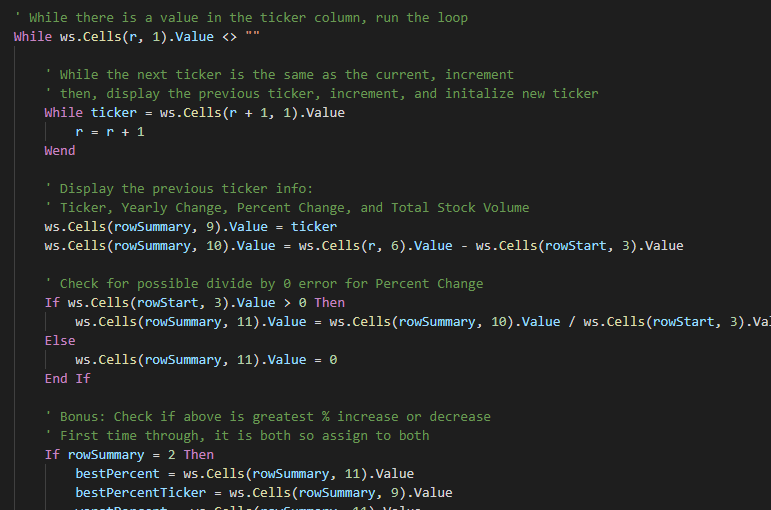 ' While there is a value in the ticker column, run the loop
While ws.Cells(r, 1).Value <> ""
' While the next ticker is the same as the current, increment
' then, display the previous ticker, increment, and initalize new ticker
While ticker = ws.Cells(r + 1, 1).Value
r = r + 1
Wend
' Display the previous ticker info:
' Ticker, Yearly Change, Percent Change, and Total Stock Volume
ws.Cells(rowSummary, 9).Value = ticker
ws.Cells(rowSummary, 10).Value = ws.Cells(r, 6).Value - ws.Cells(rowStart, 3).Value
' Check for possible divide by 0 error for Percent Change
If ws.Cells(rowStart, 3).Value > 0 Then
ws.Cells(rowSummary, 11).Value = ws.Cells(rowSummary, 10).Value / ws.Cells(rowStart, 3).Val
Else
ws.Cells(rowSummary, 11).Value = 0
End If
' Bonus: Check if above is greatest % increase or decrease
' First time through, it is both so assign to both
If rowSummary = 2 Then
bestPercent = ws.Cells(rowSummary, 11).Value
bestPercentTicker = ws.Cells(rowSummary, 9).Value